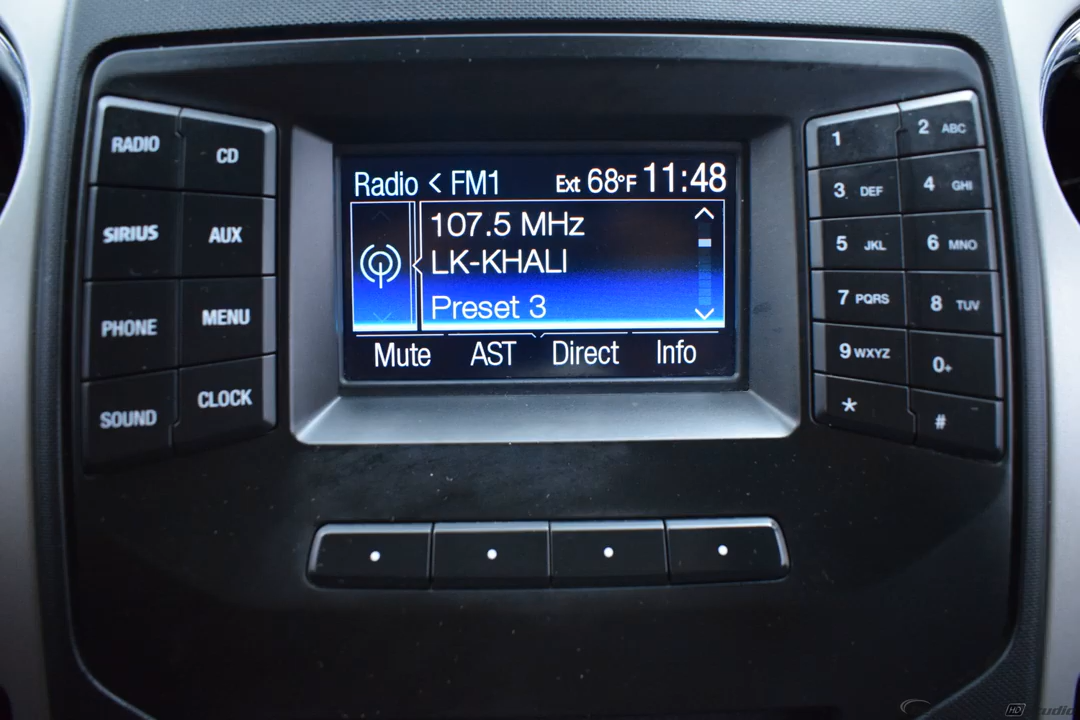 RADIO
CD
SIRIUS
AUX
PHONE
MENU
SOUND
CLOCK
Radio < FM1 Ext 68°F 11:48
107.5 MHz
LK-KHALI
Preset 3
Mute AST Direct Info
1
2 ABC
3 DEF
4 GHI
5 JKL
6 MNO
7 PQRS
8 TUV
9 WXYZ
0+
*
#
HD